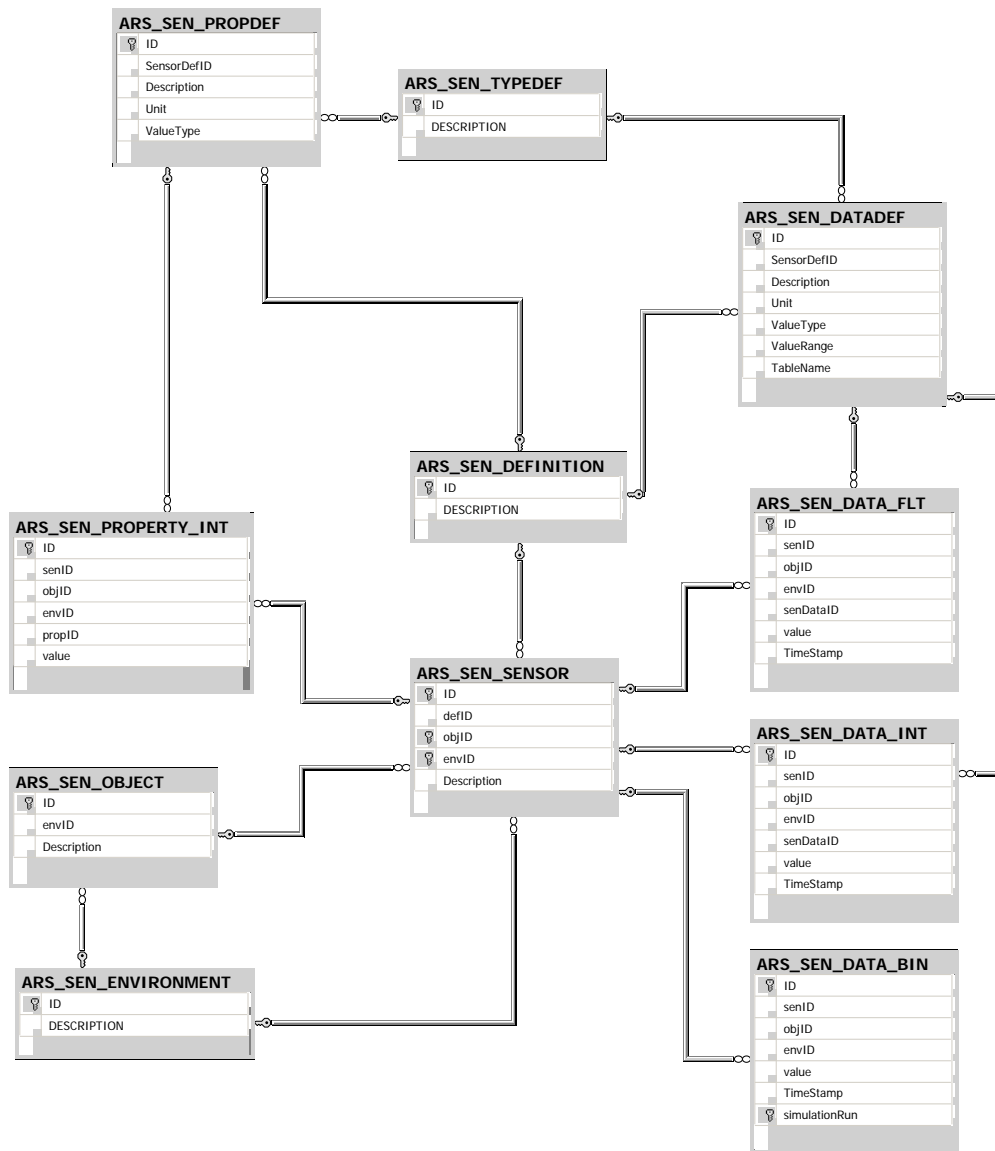 ARS_SEN_PROPDEF
ID
SensorDefID
Description
Unit
ValueType
ARS_SEN_TYPEDEF
ID
DESCRIPTION
ARS_SEN_DATADEF
ID
SensorDefID
Description
Unit
ValueType
ValueRange
TableName
ARS_SEN_DEFINITION
ID
DESCRIPTION
ARS_SEN_DATA_FLT
ID
senID
objID
envID
senDataID
value
TimeStamp
ARS_SEN_PROPERTY_INT
ID
senID
objID
envID
propID
value
ARS_SEN_SENSOR
ID
defID
objID
envID
Description
ARS_SEN_DATA_INT
ID
senID
objID
envID
senDataID
value
TimeStamp
ARS_SEN_OBJECT
ID
envID
Description
ARS_SEN_ENVIRONMENT
ID
DESCRIPTION
ARS_SEN_DATA_BIN
ID
senID
objID
envID
value
TimeStamp
simulationRun